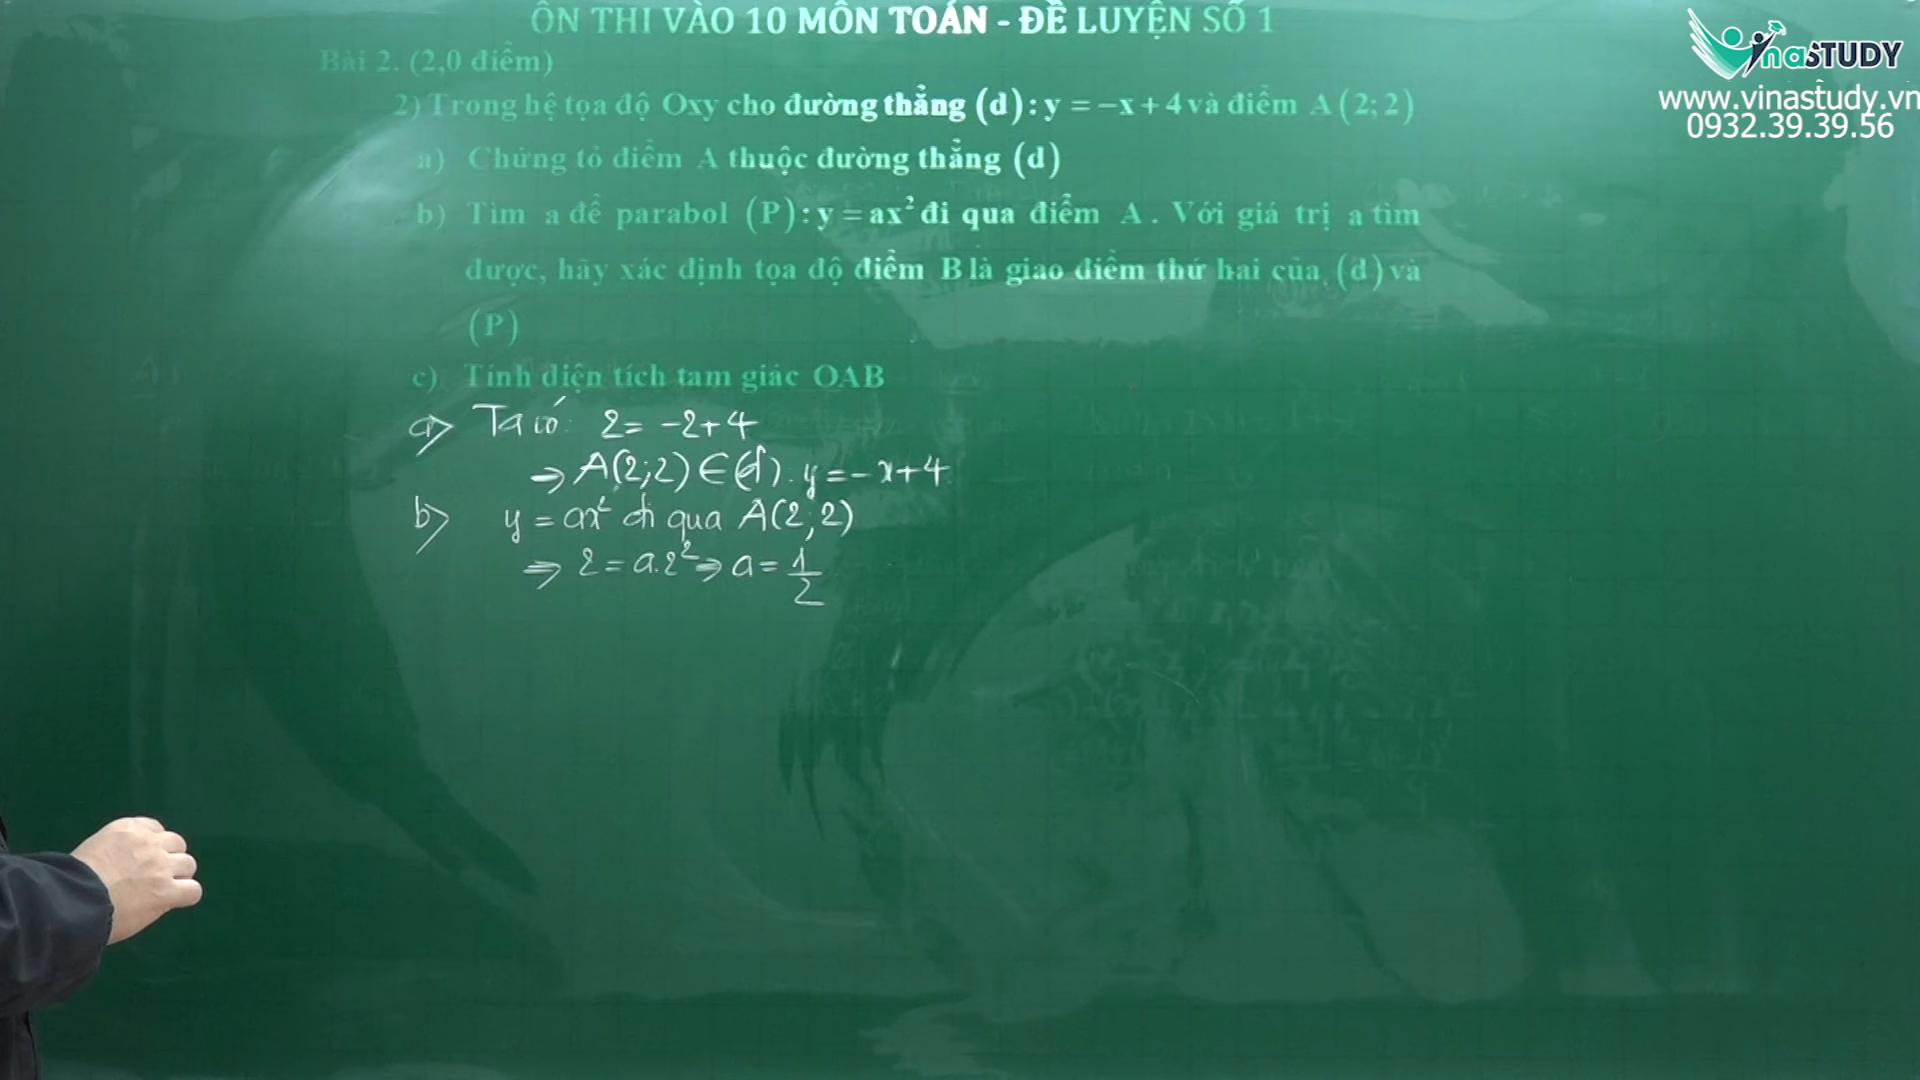 ÔN THI VÀO 10 MÔN TOÁN - ĐỀ LUYỆN SỐ 1
VinaSTUDY
www.vinastudy.vn
0932.39.39.56
Bài 2. (2,0 điểm)
2) Trong hệ tọa độ Oxy cho đường thẳng (d): y = −x + 4 và điểm A(2; 2)
a) Chứng tỏ điểm A thuộc đường thẳng (d)
b) Tìm a để parabol (P): y = ax² đi qua điểm A. Với giá trị a tìm
được, hãy xác định tọa độ điểm B là giao điểm thứ hai của (d) và
(P)
c) Tính diện tích tam giác OAB
a) Ta có: 2 = -2+4
⇒ A(2;2) ∈ (d): y = -x+4
b) y = ax² đi qua A(2;2)
⇒ 2 = a.2² ⇒ a = 1/2